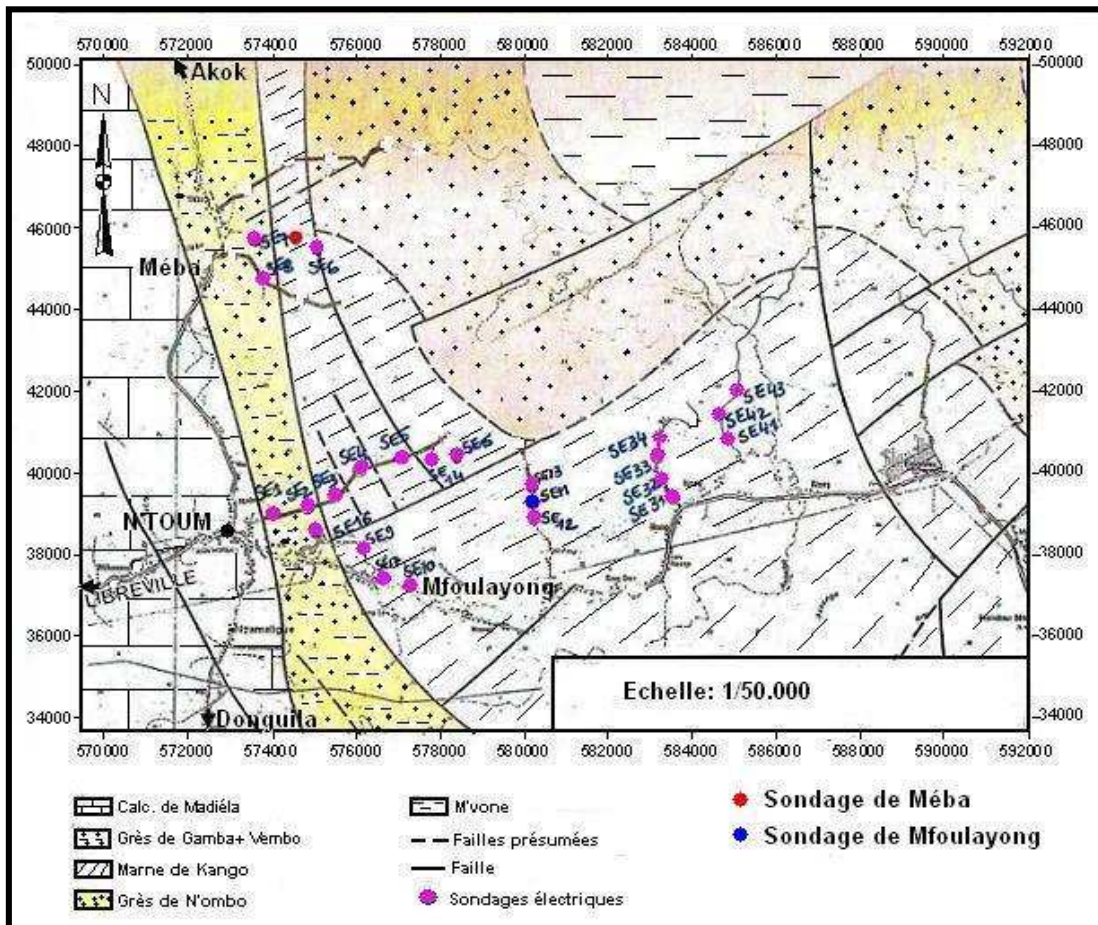 570000 572000 574000 576000 578000 580000 582000 584000 586000 588000 590000 592000
50000 50000
Akok
N
48000 48000
46000 46000
SE7
SE8
SE6
Méba
44000 44000
42000 42000
SE43
SE42
SE41
SE5
SE6
SE4
SE34
SE
14
40000 40000
SE13
SE33
SE3
SE2
SE1
SE11
SE32
SE31
SE16
SE12
N'TOUM
SE9
38000 38000
SE10
Mfoulayong
LIBREVILLE
36000 36000
Echelle: 1/50.000
34000 34000
Donguila
570000 572000 574000 576000 578000 580000 582000 584000 586000 588000 590000 592000
Calc. de Madiéla
Grès de Gamba+ Vembo
Marne de Kango
Grès de N'ombo
M'vone
Failles présumées
Faille
Sondages électriques
Sondage de Méba
Sondage de Mfoulayong